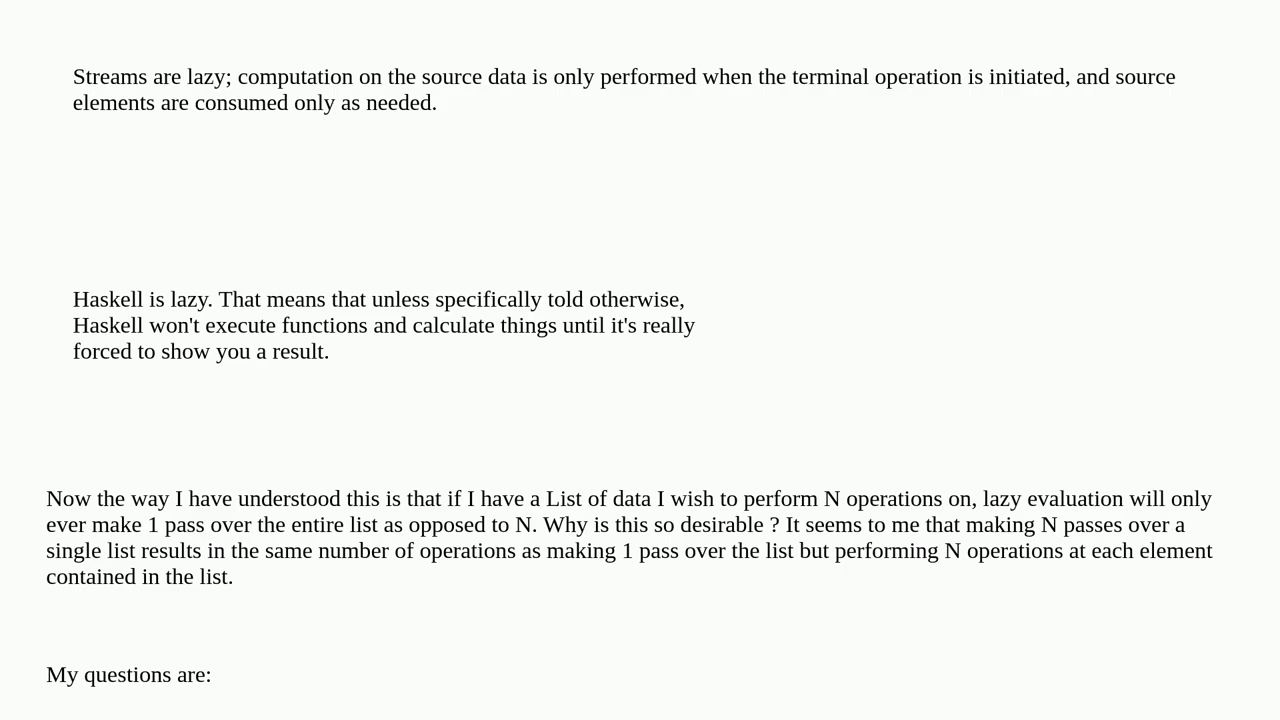 Streams are lazy; computation on the source data is only performed when the terminal operation is initiated, and source
elements are consumed only as needed.
Haskell is lazy. That means that unless specifically told otherwise,
Haskell won't execute functions and calculate things until it's really
forced to show you a result.
Now the way I have understood this is that if I have a List of data I wish to perform N operations on, lazy evaluation will only
ever make 1 pass over the entire list as opposed to N. Why is this so desirable ? It seems to me that making N passes over a
single list results in the same number of operations as making 1 pass over the list but performing N operations at each element
contained in the list.
My questions are: